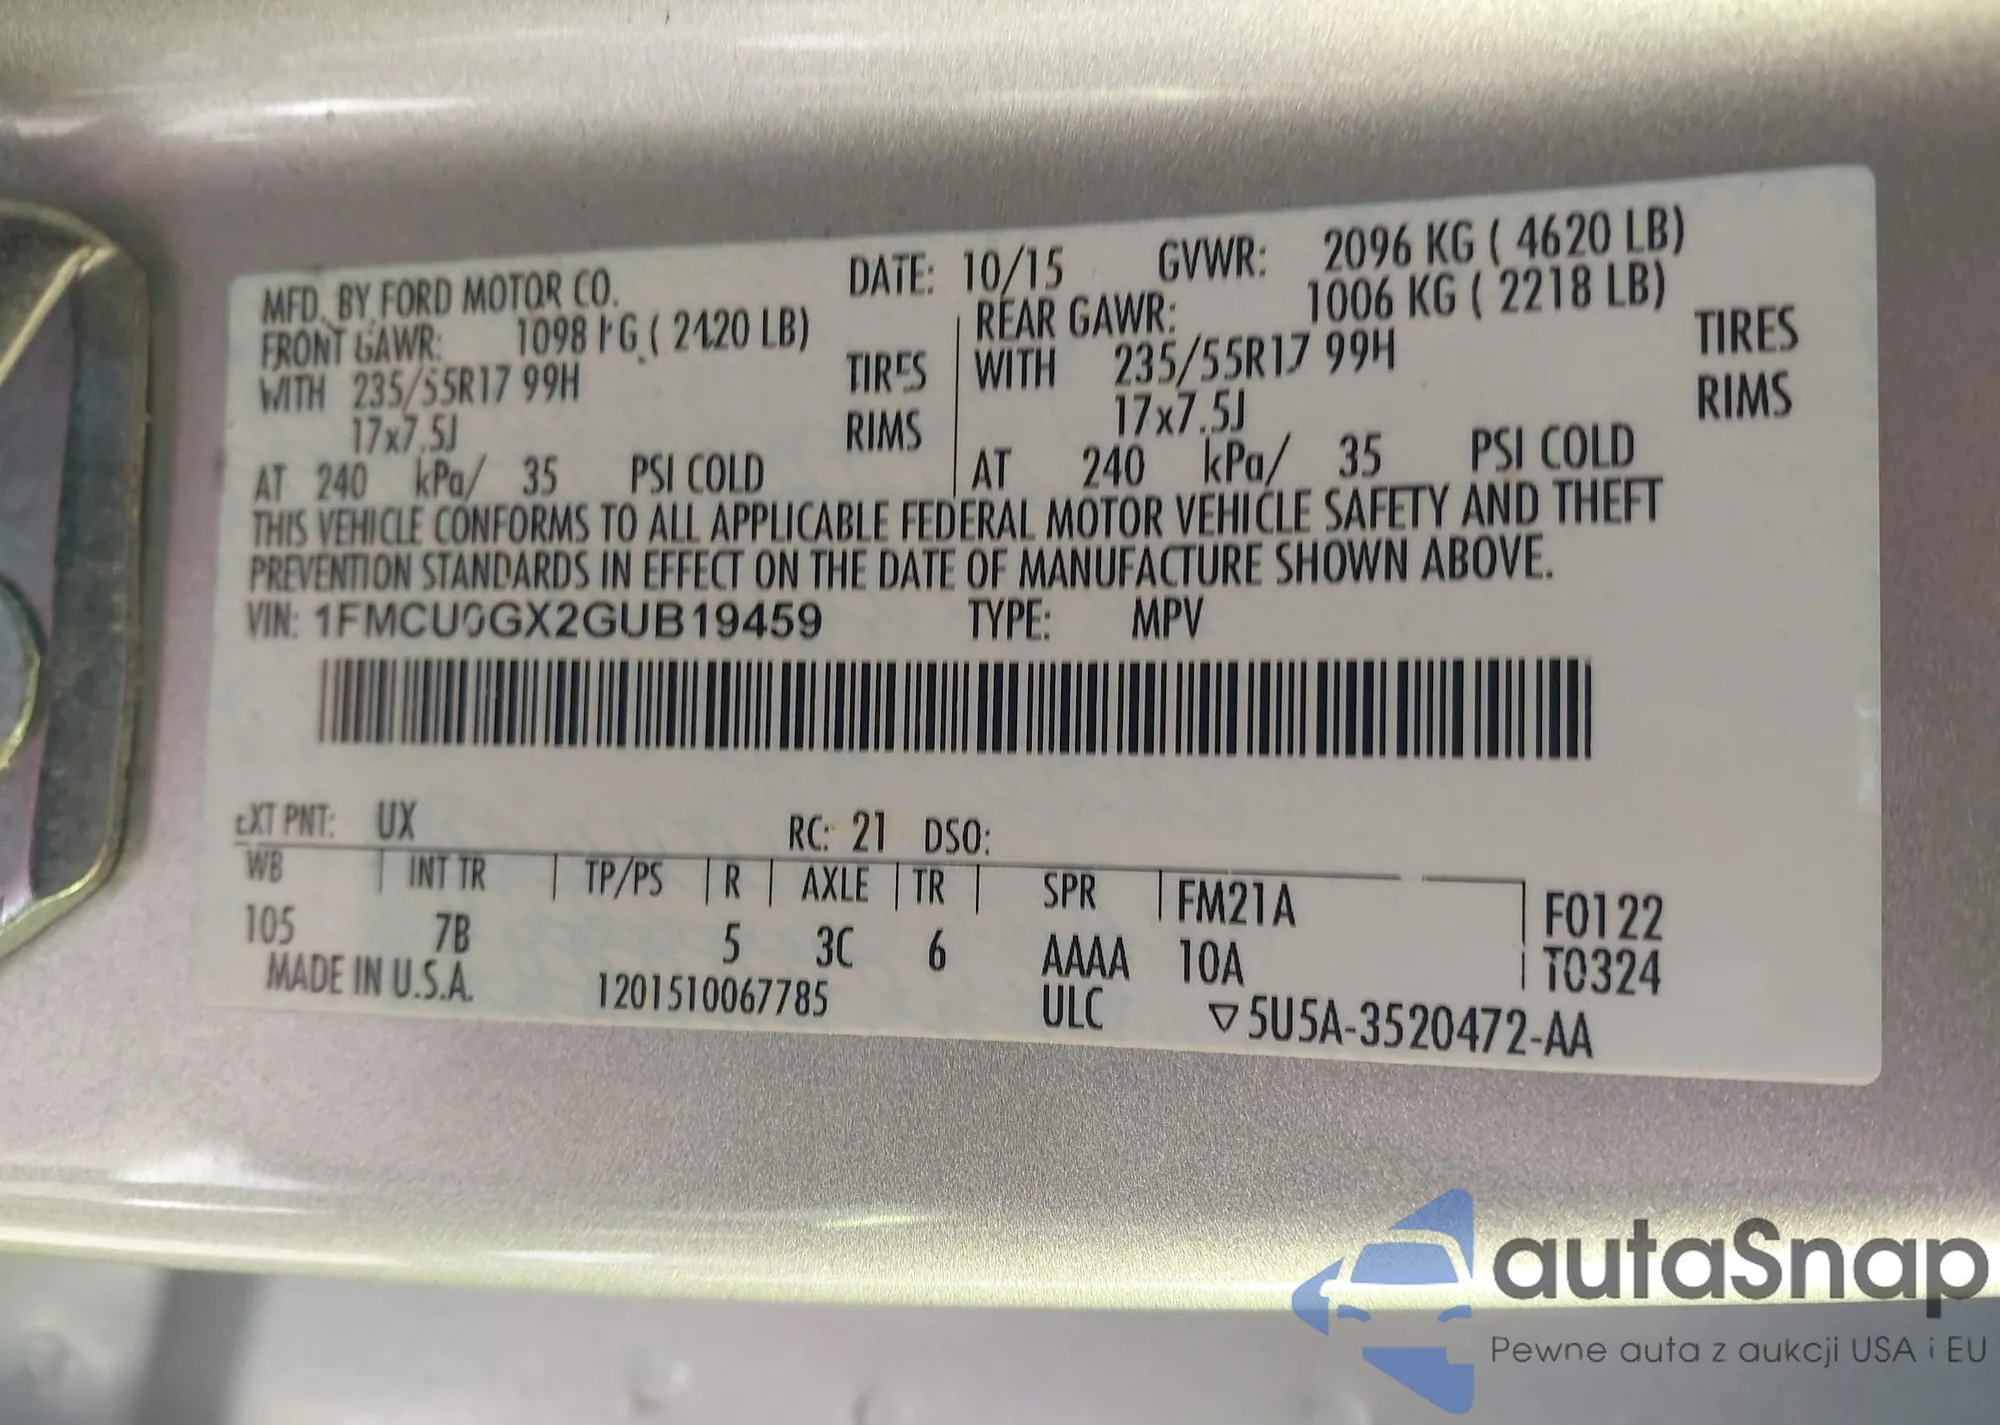 MFD. BY FORD MOTOR CO. DATE: 10/15 GVWR: 2096 KG ( 4620 LB)
FRONT GAWR: 1098 KG ( 2420 LB) REAR GAWR: 1006 KG ( 2218 LB)
WITH 235/55R17 99H TIRES WITH 235/55R17 99H TIRES
17x7.5J RIMS 17x7.5J RIMS
AT 240 kPa/ 35 PSI COLD AT 240 kPa/ 35 PSI COLD
THIS VEHICLE CONFORMS TO ALL APPLICABLE FEDERAL MOTOR VEHICLE SAFETY AND THEFT
PREVENTION STANDARDS IN EFFECT ON THE DATE OF MANUFACTURE SHOWN ABOVE.
VIN: 1FMCU0GX2GUB19459 TYPE: MPV
EXT PNT: UX RC: 21 DSO:
WB INT TR TP/PS R AXLE TR SPR FM21A F0122
105 7B 5 3C 6 AAAA 10A T0324
MADE IN U.S.A. 1201510067785 ULC ▽5U5A-3520472-AA
autaSnap
Pewne auta z aukcji USA i EU